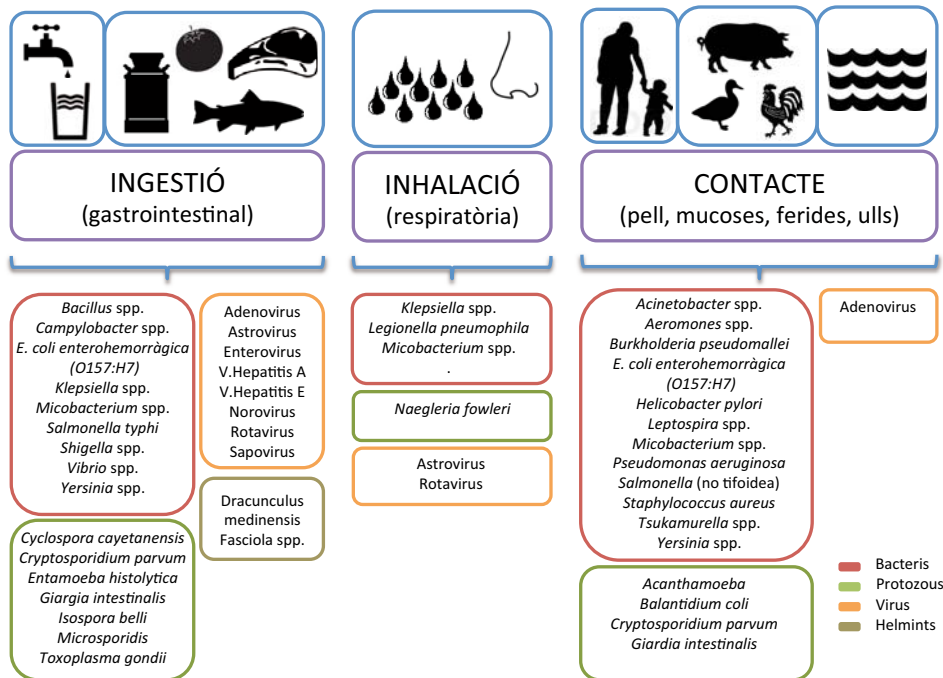 INGESTIÓ
(gastrointestinal)
INHALACIÓ
(respiratòria)
CONTACTE
(pell, mucoses, ferides, ulls)
Bacillus spp.
Campylobacter spp.
E. coli enterohemorràgica
(O157:H7)
Klepsiella spp.
Micobacterium spp.
Salmonella typhi
Shigella spp.
Vibrio spp.
Yersinia spp.
Adenovirus
Astrovirus
Enterovirus
V.Hepatitis A
V.Hepatitis E
Norovirus
Rotavirus
Sapovirus
Dracunculus
medinensis
Fasciola spp.
Cyclospora cayetanensis
Cryptosporidium parvum
Entamoeba histolytica
Giargia intestinalis
Isospora belli
Microsporidis
Toxoplasma gondii
Klepsiella spp.
Legionella pneumophila
Micobacterium spp.
.
Naegleria fowleri
Astrovirus
Rotavirus
Acinetobacter spp.
Aeromones spp.
Burkholderia pseudomallei
E. coli enterohemorràgica
(O157:H7)
Helicobacter pylori
Leptospira spp.
Micobacterium spp.
Pseudomonas aeruginosa
Salmonella (no tifoidea)
Staphylococcus aureus
Tsukamurella spp.
Yersinia spp.
Adenovirus
Acanthamoeba
Balantidium coli
Cryptosporidium parvum
Giardia intestinalis
Bacteris
Protozous
Virus
Helmints